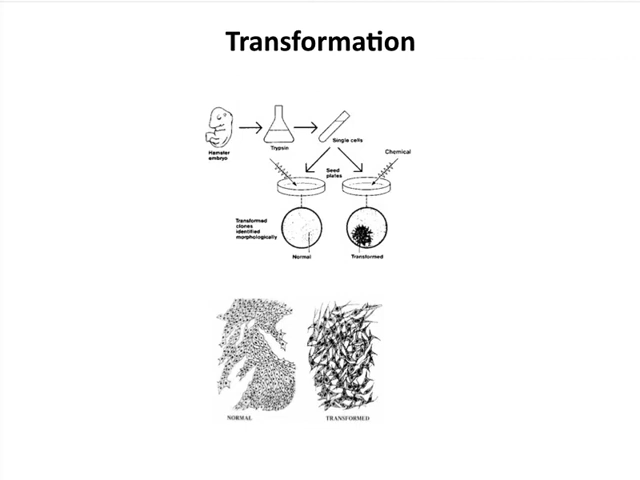 Transformation
Hamster
embryo
Trypsin
Single cells
Chemical
Seed
plates
Transformed
clones
identified
morphologically
Normal
Transformed
NORMAL
TRANSFORMED